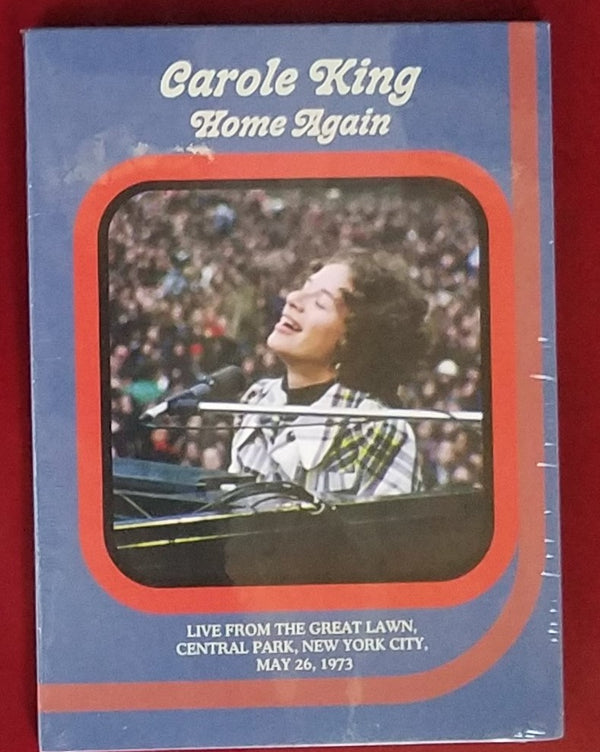 Carole King
Home Again
LIVE FROM THE GREAT LAWN,
CENTRAL PARK, NEW YORK CITY,
MAY 26, 1973